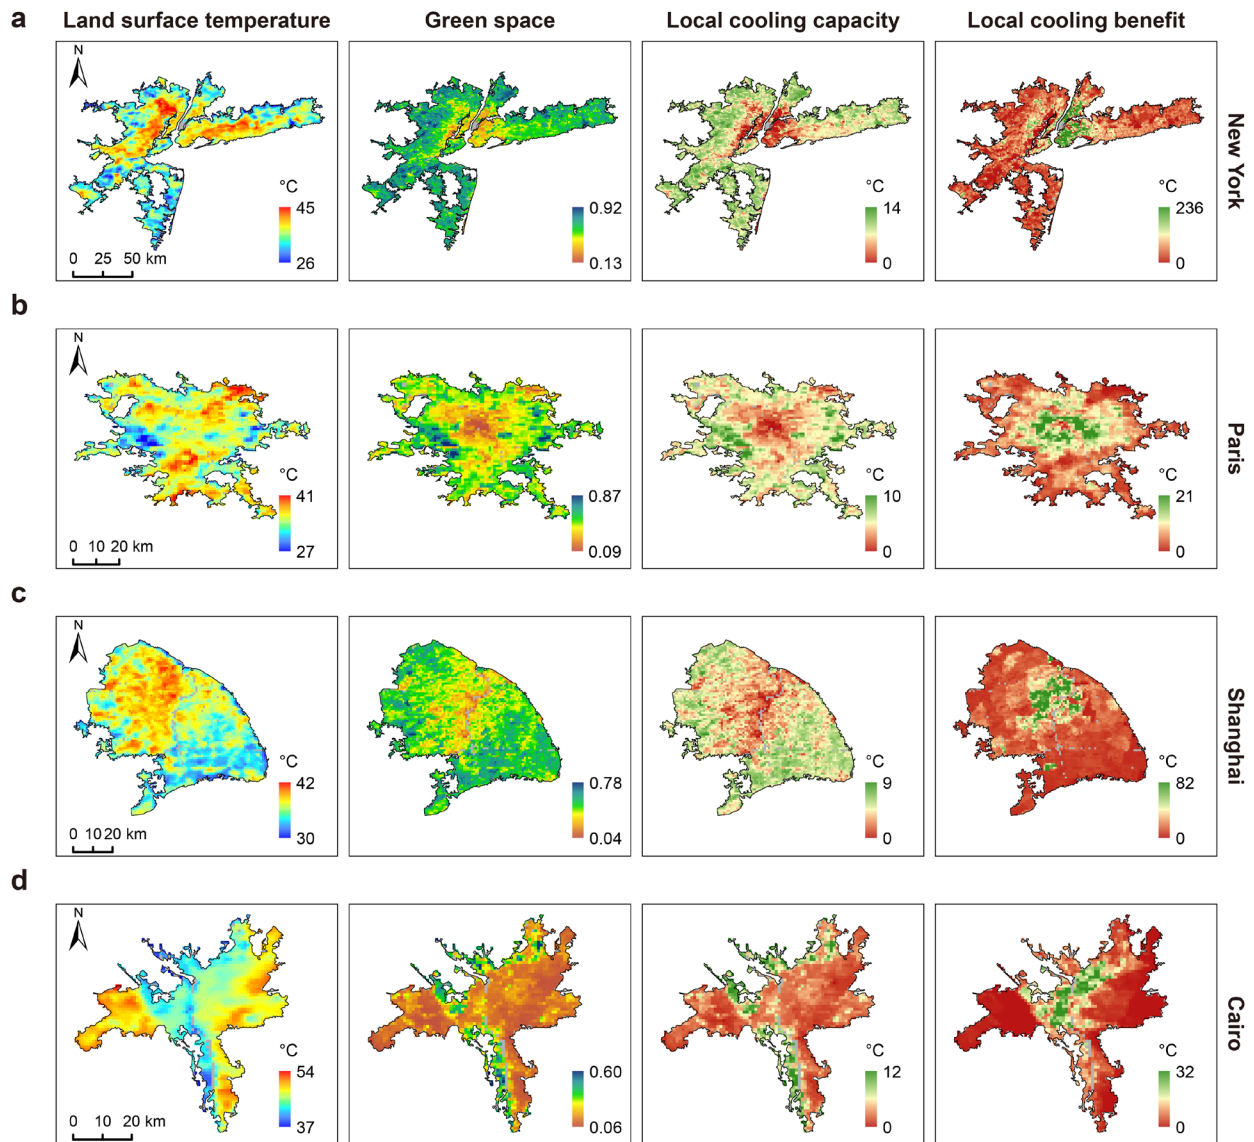 a
Land surface temperature
Green space
Local cooling capacity
Local cooling benefit
N
°C
45
26
0 25 50 km
0.92
0.13
°C
14
0
°C
236
0
New York
b
N
°C
41
27
0 10 20 km
0.87
0.09
°C
10
0
°C
21
0
Paris
c
N
°C
42
30
0 10 20 km
0.78
0.04
°C
9
0
°C
82
0
Shanghai
d
N
°C
54
37
0 10 20 km
0.60
0.06
°C
12
0
°C
32
0
Cairo